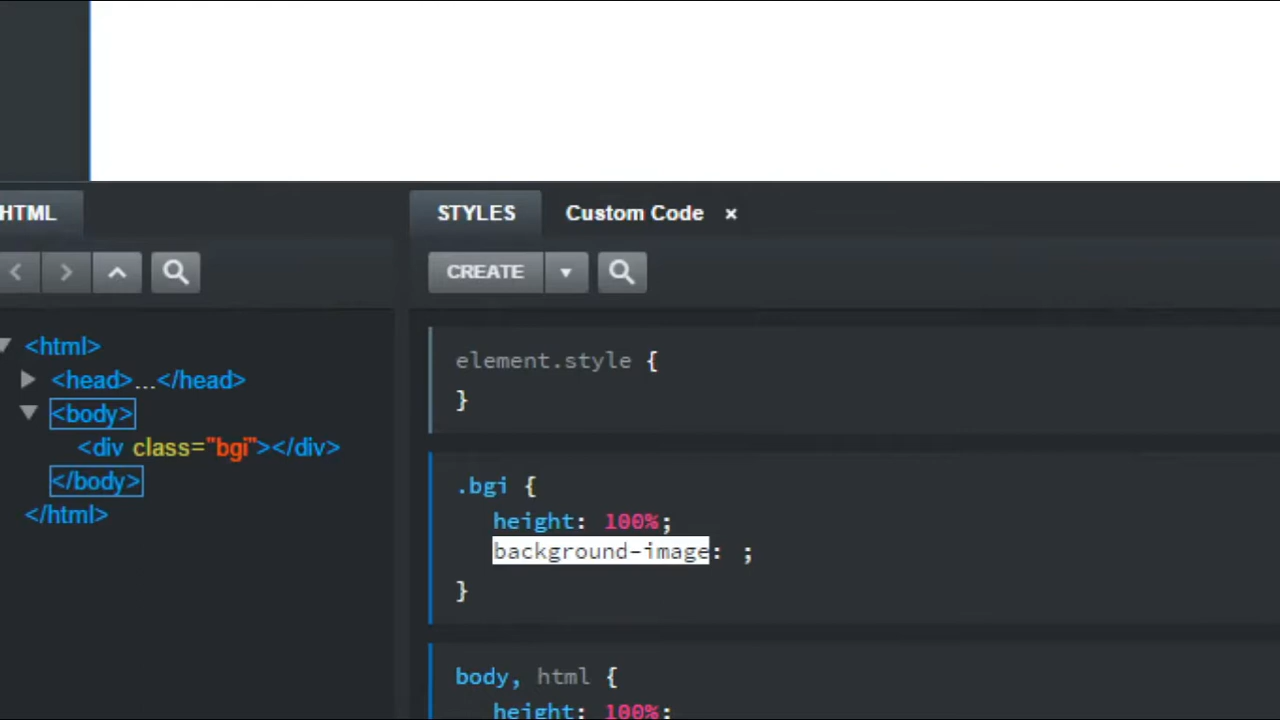 HTML
STYLES
Custom Code ×
CREATE
<html>
<head>...</head>
<body>
<div class="bgi"></div>
</body>
</html>
element.style {
}
.bgi {
height: 100%;
background-image: ;
}
body, html {
height: 100%;